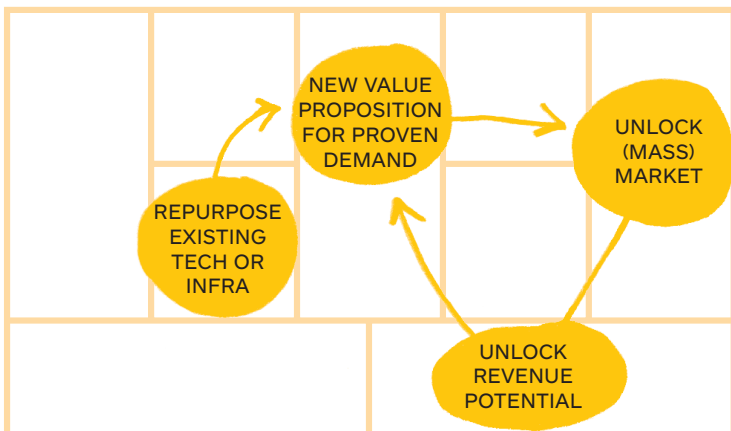 NEW VALUE
PROPOSITION
FOR PROVEN
DEMAND
UNLOCK
(MASS)
MARKET
REPURPOSE
EXISTING
TECH OR
INFRA
UNLOCK
REVENUE
POTENTIAL